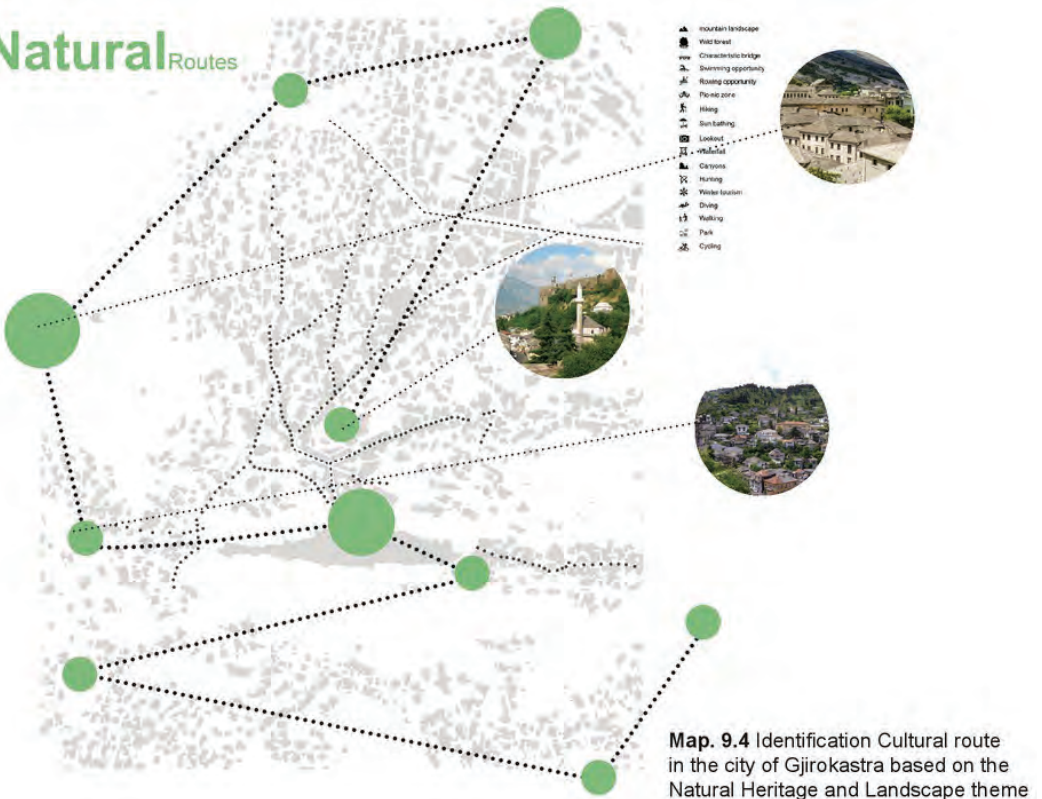 Natural Routes
mountain landscape
Wild forest
Characteristic bridge
Swimming opportunity
Rowing opportunity
Pic-nic zone
Hiking
Sun bathing
Lookout
Waterfall
Canyons
Hunting
Winter tourism
Diving
Walking
Park
Cycling
Map. 9.4 Identification Cultural route
in the city of Gjirokastra based on the
Natural Heritage and Landscape theme